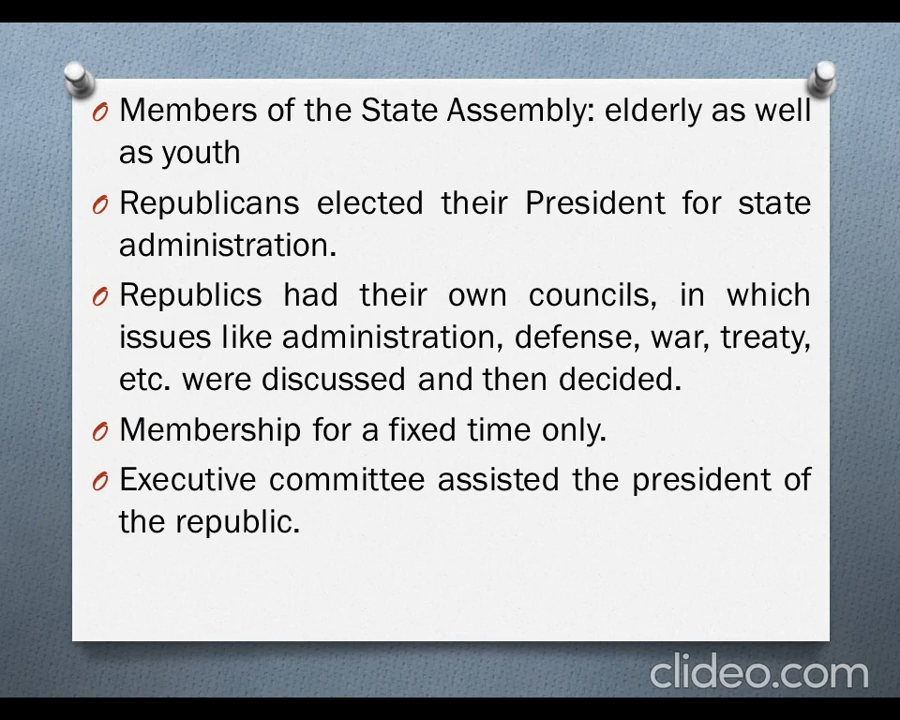 Members of the State Assembly: elderly as well
as youth
Republicans elected their President for state
administration.
Republics had their own councils, in which
issues like administration, defense, war, treaty,
etc. were discussed and then decided.
Membership for a fixed time only.
Executive committee assisted the president of
the republic.
clideo.com